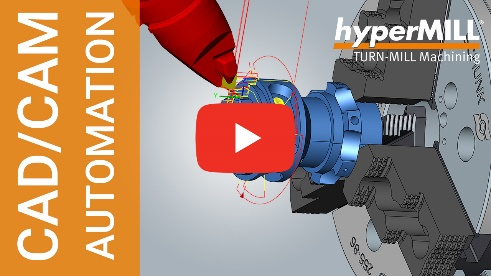 CAD/CAM
AUTOMATION
hyperMILL®
TURN-MILL Machining